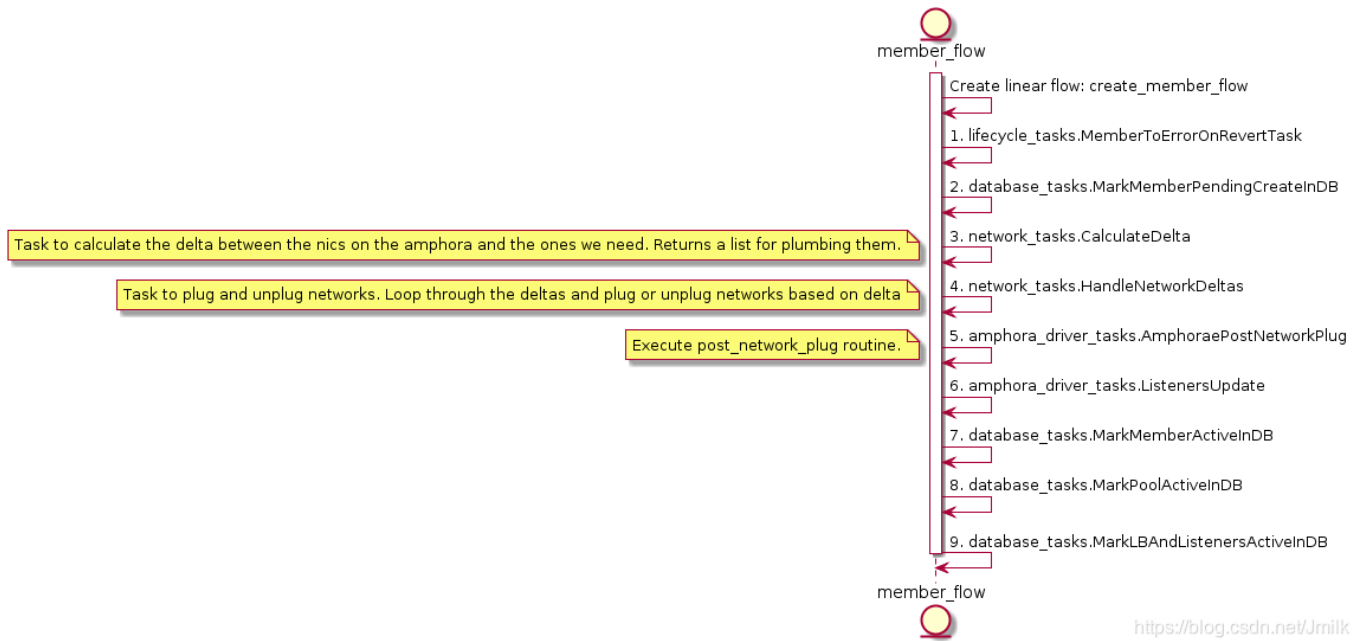 member_flow
Create linear flow: create_member_flow
1. lifecycle_tasks.MemberToErrorOnRevertTask
2. database_tasks.MarkMemberPendingCreateInDB
Task to calculate the delta between the nics on the amphora and the ones we need. Returns a list for plumbing them.
3. network_tasks.CalculateDelta
Task to plug and unplug networks. Loop through the deltas and plug or unplug networks based on delta
4. network_tasks.HandleNetworkDeltas
Execute post_network_plug routine.
5. amphora_driver_tasks.AmphoraePostNetworkPlug
6. amphora_driver_tasks.ListenersUpdate
7. database_tasks.MarkMemberActiveInDB
8. database_tasks.MarkPoolActiveInDB
9. database_tasks.MarkLBAndListenersActiveInDB
member_flow
https://blog.csdn.net/Jmilk